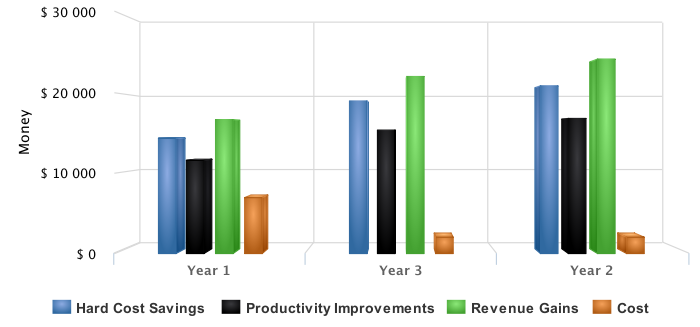 $ 30 000
$ 20 000
$ 10 000
$ 0
Money
Year 1 Year 3 Year 2
Hard Cost Savings Productivity Improvements Revenue Gains Cost